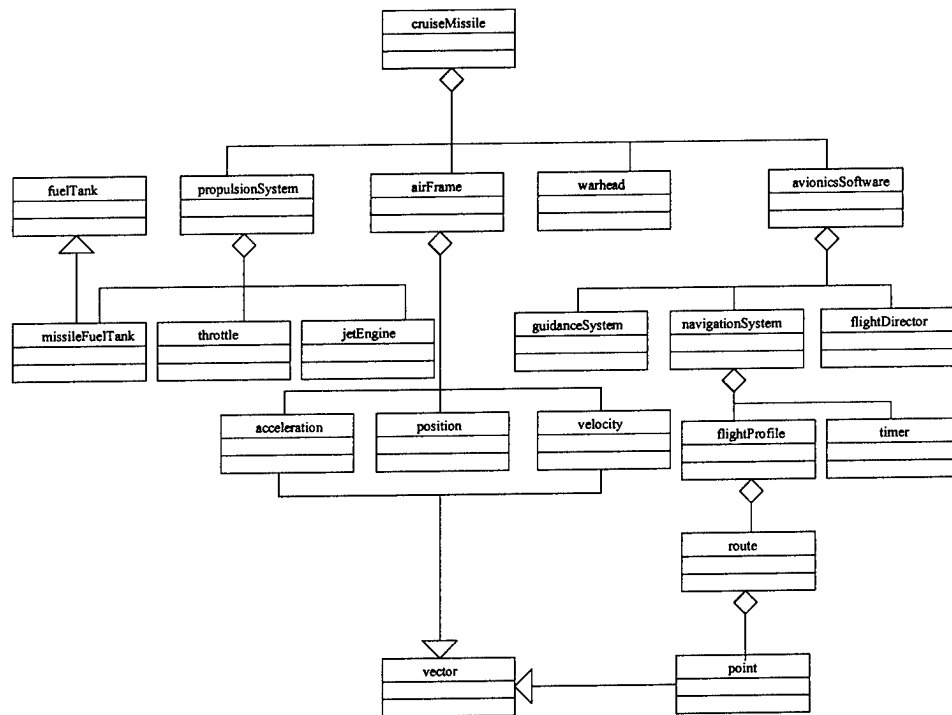 cruiseMissile
fuelTank
propulsionSystem
airFrame
warhead
avionicsSoftware
missileFuelTank
throttle
jetEngine
guidanceSystem
navigationSystem
flightDirector
acceleration
position
velocity
flightProfile
timer
route
vector
point